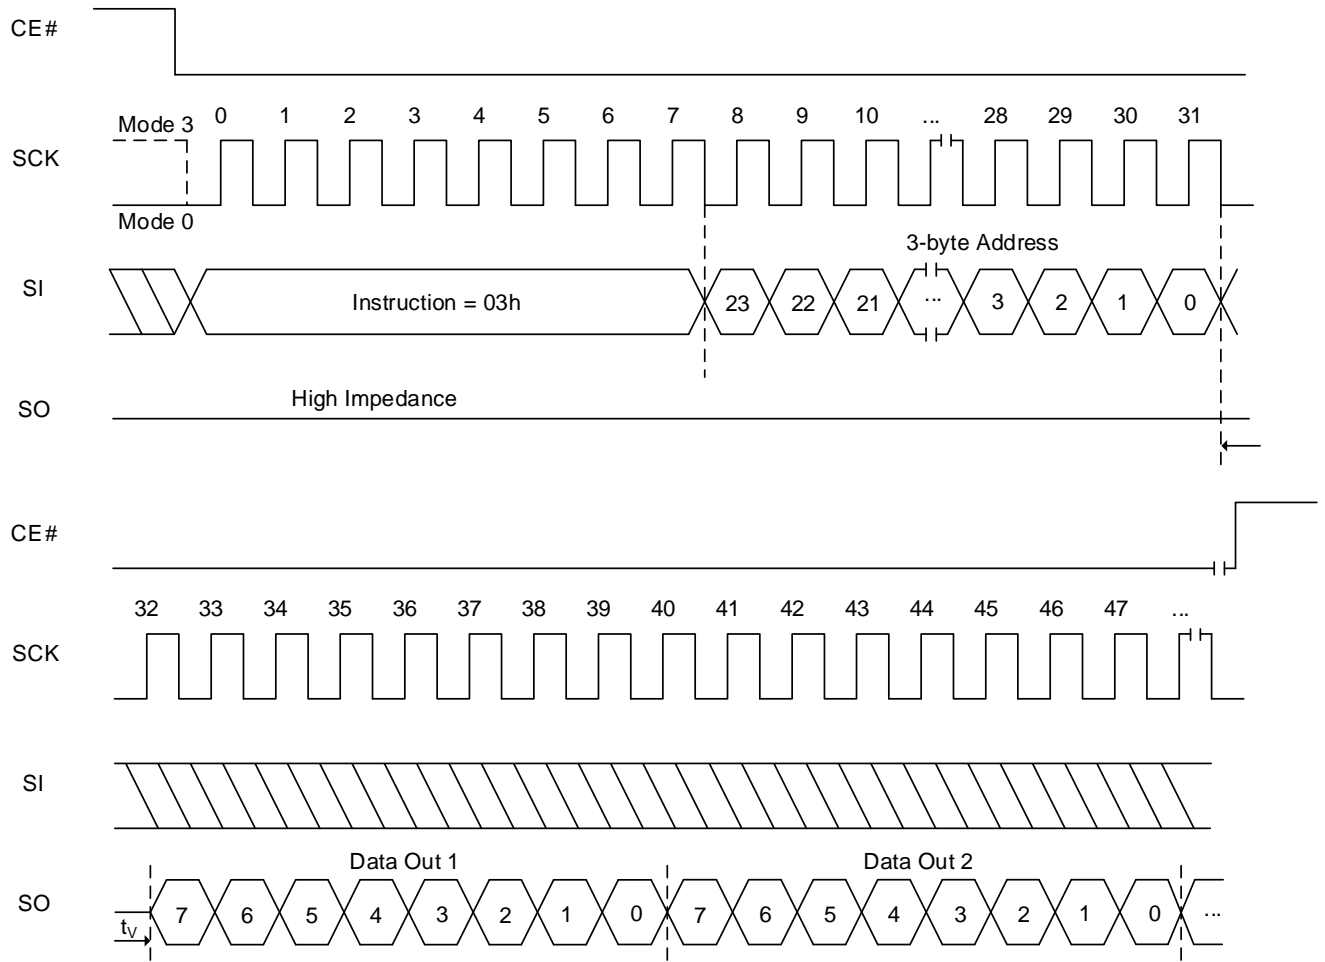 CE#
0 1 2 3 4 5 6 7 8 9 10 ... 28 29 30 31
Mode 3
SCK
Mode 0
3-byte Address
SI
Instruction = 03h 23 22 21 ... 3 2 1 0
High Impedance
SO
CE#
32 33 34 35 36 37 38 39 40 41 42 43 44 45 46 47 ...
SCK
SI
Data Out 1 Data Out 2
SO
7 6 5 4 3 2 1 0 7 6 5 4 3 2 1 0 ...
tV